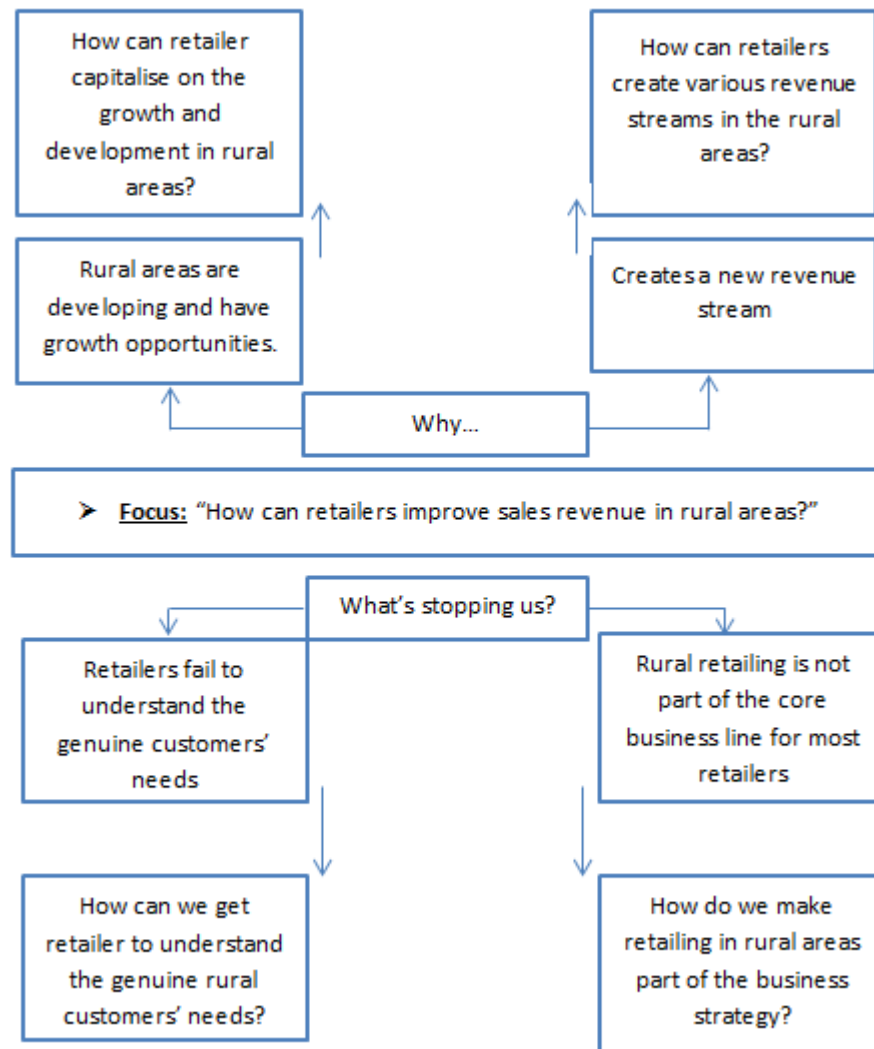 How can retailer
capitalise on the
growth and
development in rural
areas?
How can retailers
create various revenue
streams in the rural
areas?
Rural areas are
developing and have
growth opportunities.
Creates a new revenue
stream
Why...
➤ Focus: “How can retailers improve sales revenue in rural areas?”
What’s stopping us?
Retailers fail to
understand the
genuine customers’
needs
Rural retailing is not
part of the core
business line for most
retailers
How can we get
retailer to understand
the genuine rural
customers’ needs?
How do we make
retailing in rural areas
part of the business
strategy?